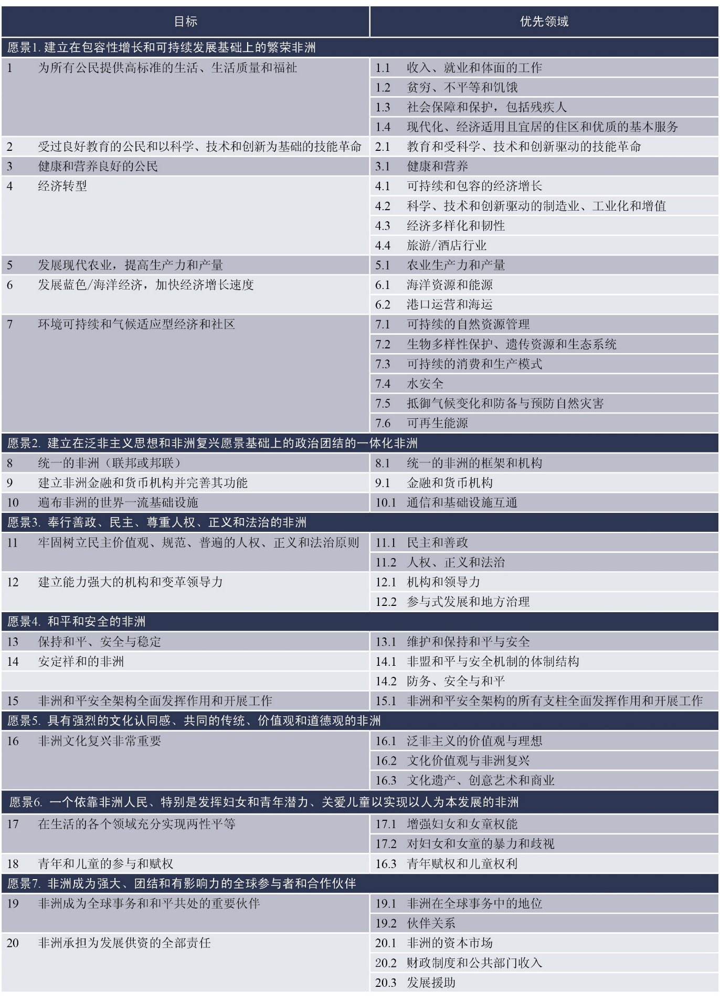 目标 优先领域
愿景1. 建立在包容性增长和可持续发展基础上的繁荣非洲
1 为所有公民提供高标准的生活、生活质量和福祉 1.1 收入、就业和体面的工作
1.2 贫穷、不平等和饥饿
1.3 社会保障和保护，包括残疾人
1.4 现代化、经济适用且宜居的住区和优质的基本服务
2 受过良好教育的公民和以科学、技术和创新为基础的技能革命 2.1 教育和受科学、技术和创新驱动的技能革命
3 健康和营养良好的公民 3.1 健康和营养
4 经济转型 4.1 可持续和包容的经济增长
4.2 科学、技术和创新驱动的制造业、工业化和增值
4.3 经济多样化和韧性
4.4 旅游/酒店行业
5 发展现代农业，提高生产力和产量 5.1 农业生产力和产量
6 发展蓝色/海洋经济，加快经济增长速度 6.1 海洋资源和能源
6.2 港口运营和海运
7 环境可持续和气候适应型经济和社区 7.1 可持续的自然资源管理
7.2 生物多样性保护、遗传资源和生态系统
7.3 可持续的消费和生产模式
7.4 水安全
7.5 抵御气候变化和防备与预防自然灾害
7.6 可再生能源
愿景2. 建立在泛非主义思想和非洲复兴愿景基础上的政治团结的一体化非洲
8 统一的非洲（联邦或邦联） 8.1 统一的非洲的框架和机构
9 建立非洲金融和货币机构并完善其功能 9.1 金融和货币机构
10 遍布非洲的世界一流基础设施 10.1 通信和基础设施互通
愿景3. 奉行善政、民主、尊重人权、正义和法治的非洲
11 牢固树立民主价值观、规范、普遍的人权、正义和法治原则 11.1 民主和善政
11.2 人权、正义和法治
12 建立能力强大的机构和变革领导力 12.1 机构和领导力
12.2 参与式发展和地方治理
愿景4. 和平和安全的非洲
13 保持和平、安全与稳定 13.1 维护和保持和平与安全
14 安定祥和的非洲 14.1 非盟和平与安全机制的体制结构
14.2 防务、安全与和平
15 非洲和平安全架构全面发挥作用和开展工作 15.1 非洲和平安全架构的所有支柱全面发挥作用和开展工作
愿景5. 具有强烈的文化认同感、共同的传统、价值观和道德观的非洲
16 非洲文化复兴非常重要 16.1 泛非主义的价值观与理想
16.2 文化价值观与非洲复兴
16.3 文化遗产、创意艺术和商业
愿景6. 一个依靠非洲人民、特别是发挥妇女和青年潜力、关爱儿童以实现以人为本发展的非洲
17 在生活的各个领域充分实现两性平等 17.1 增强妇女和女童权能
17.2 对妇女和女童的暴力和歧视
18 青年和儿童的参与和赋权 16.3 青年赋权和儿童权利
愿景7. 非洲成为强大、团结和有影响力的全球参与者和合作伙伴
19 非洲成为全球事务和和平共处的重要伙伴 19.1 非洲在全球事务中的地位
19.2 伙伴关系
20 非洲承担为发展供资的全部责任 20.1 非洲的资本市场
20.2 财政制度和公共部门收入
20.3 发展援助